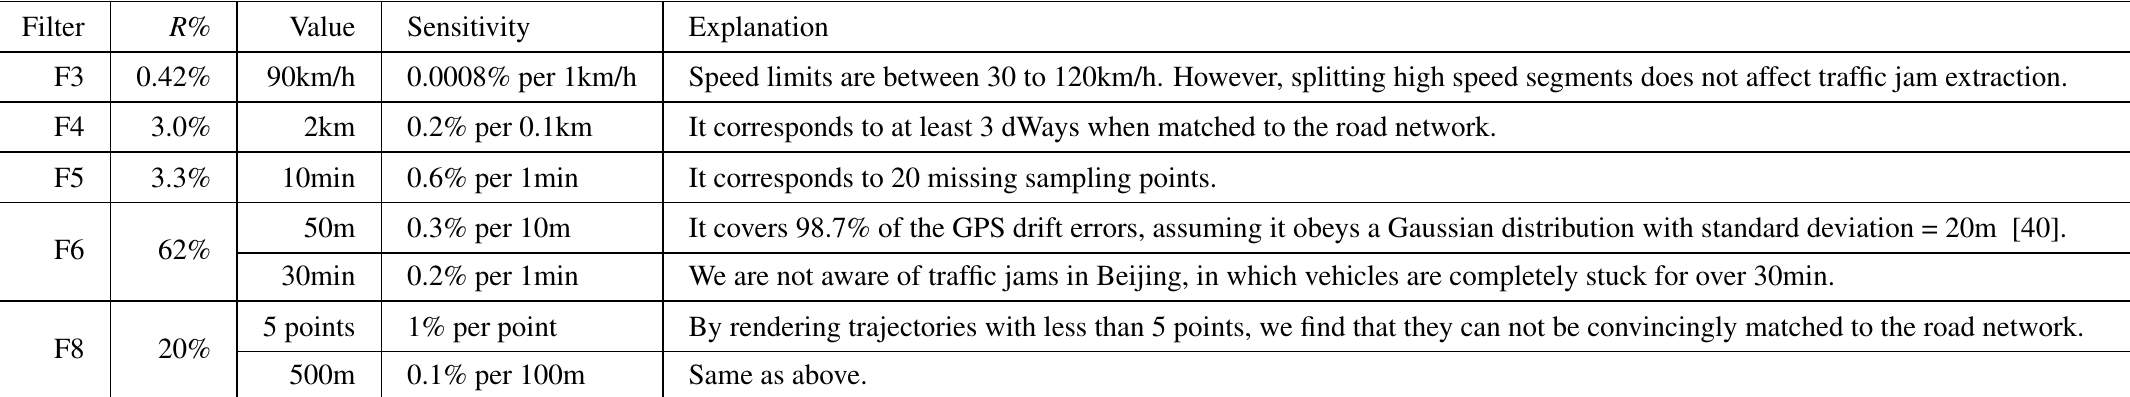 Filter R% Value Sensitivity Explanation
F3 0.42% 90km/h 0.0008% per 1km/h Speed limits are between 30 to 120km/h. However, splitting high speed segments does not affect traffic jam extraction.
F4 3.0% 2km 0.2% per 0.1km It corresponds to at least 3 dWays when matched to the road network.
F5 3.3% 10min 0.6% per 1min It corresponds to 20 missing sampling points.
F6 62% 50m 0.3% per 10m It covers 98.7% of the GPS drift errors, assuming it obeys a Gaussian distribution with standard deviation = 20m [40].
30min 0.2% per 1min We are not aware of traffic jams in Beijing, in which vehicles are completely stuck for over 30min.
F8 20% 5 points 1% per point By rendering trajectories with less than 5 points, we find that they can not be convincingly matched to the road network.
500m 0.1% per 100m Same as above.